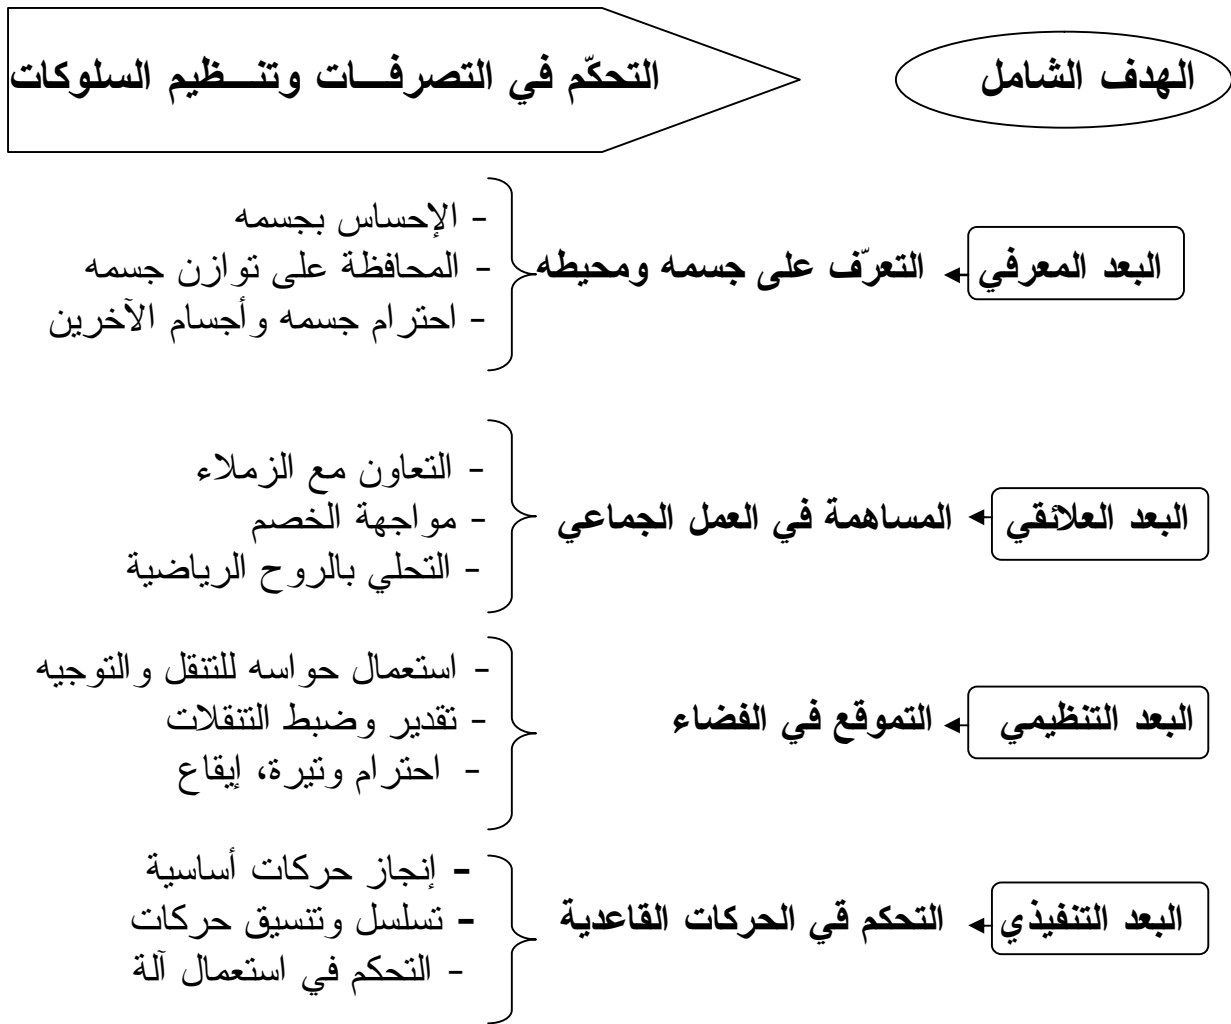 الهدف الشامل
التحكّم في التصرفـــات وتنـــظيم السلوكات
البعد المعرفي
التعرّف على جسمه ومحيطه
- الإحساس بجسمه
- المحافظة على توازن جسمه
- احترام جسمه وأجسام الآخرين
البعد العلائقي
المساهمة في العمل الجماعي
- التعاون مع الزملاء
- مواجهة الخصم
- التحلي بالروح الرياضية
البعد التنظيمي
التموقع في الفضاء
- استعمال حواسه للتنقل والتوجيه
- تقدير وضبط التنقلات
- احترام وتيرة، إيقاع
البعد التنفيذي
التحكم قي الحركات القاعدية
- إنجاز حركات أساسية
- تسلسل وتنسيق حركات
- التحكم في استعمال آلة